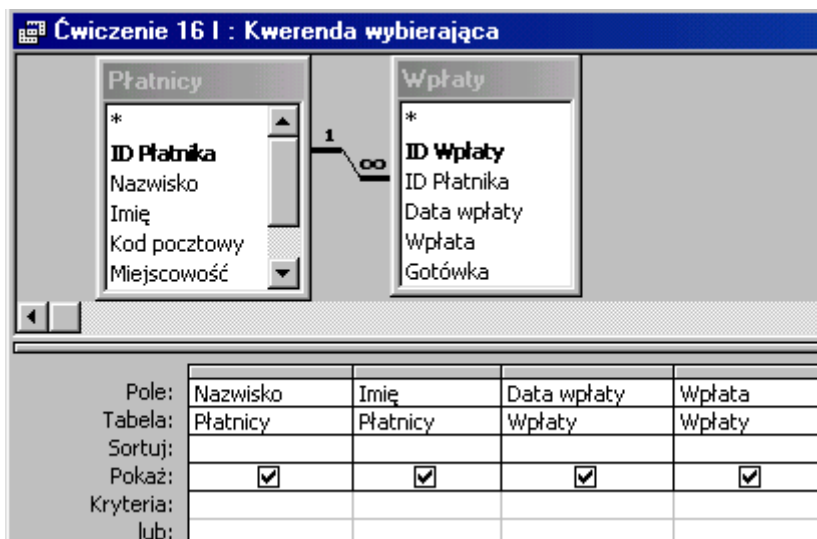 Ćwiczenie 16 I : Kwerenda wybierająca
Płatnicy
*
ID Płatnika
Nazwisko
Imię
Kod pocztowy
Miejscowość
1 ∞
Wpłaty
*
ID Wpłaty
ID Płatnika
Data wpłaty
Wpłata
Gotówka
Pole: Nazwisko Imię Data wpłaty Wpłata
Tabela: Płatnicy Płatnicy Wpłaty Wpłaty
Sortuj:
Pokaż:
Kryteria:
lub: